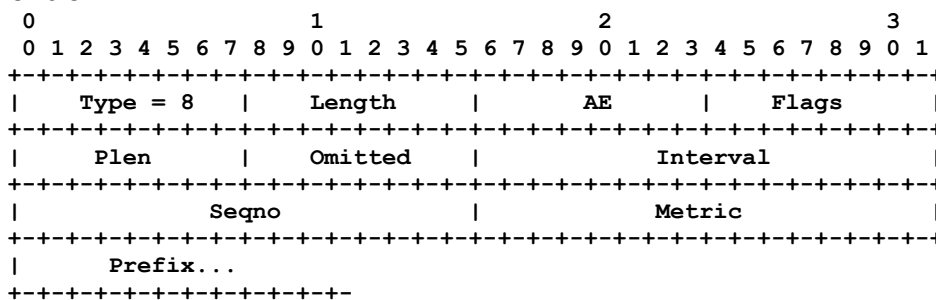 0                   1                   2                   3
 0 1 2 3 4 5 6 7 8 9 0 1 2 3 4 5 6 7 8 9 0 1 2 3 4 5 6 7 8 9 0 1
+-+-+-+-+-+-+-+-+-+-+-+-+-+-+-+-+-+-+-+-+-+-+-+-+-+-+-+-+-+-+-+-+
|    Type = 8   |    Length     |       AE      |    Flags      |
+-+-+-+-+-+-+-+-+-+-+-+-+-+-+-+-+-+-+-+-+-+-+-+-+-+-+-+-+-+-+-+-+
|     Plen      |    Omitted    |            Interval           |
+-+-+-+-+-+-+-+-+-+-+-+-+-+-+-+-+-+-+-+-+-+-+-+-+-+-+-+-+-+-+-+-+
|             Seqno             |            Metric             |
+-+-+-+-+-+-+-+-+-+-+-+-+-+-+-+-+-+-+-+-+-+-+-+-+-+-+-+-+-+-+-+-+
|      Prefix...
+-+-+-+-+-+-+-+-+-+-+-+-